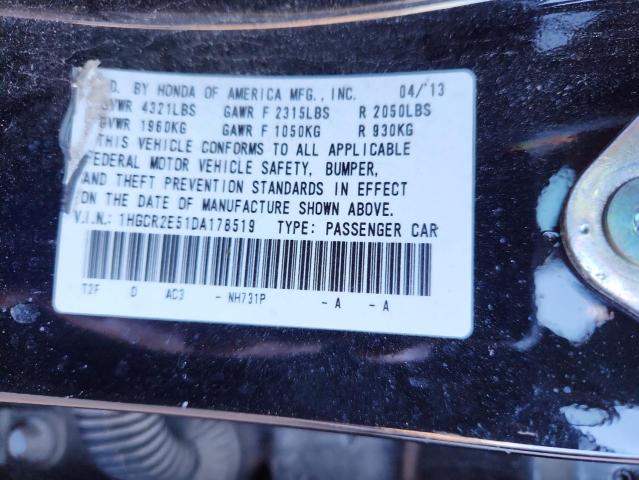 D. BY HONDA OF AMERICA MFG., INC. 04/13
GVWR 4321LBS GAWR F 2315LBS R 2050LBS
GVWR 1960KG GAWR F 1050KG R 930KG
THIS VEHICLE CONFORMS TO ALL APPLICABLE
FEDERAL MOTOR VEHICLE SAFETY, BUMPER,
AND THEFT PREVENTION STANDARDS IN EFFECT
ON THE DATE OF MANUFACTURE SHOWN ABOVE.
V.I.N.: 1HGCR2E51DA178519 TYPE: PASSENGER CAR
T2F D AC3 - NH731P - A - A